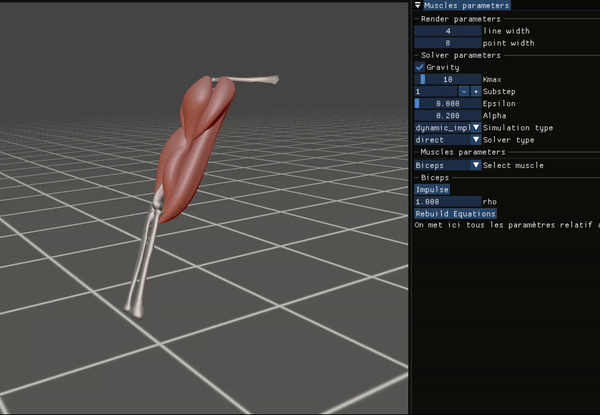 Muscles parameters
Render parameters
4 line width
8 point width
Solver parameters
Gravity
10 Kmax
1 - + Substep
0.000 Epsilon
0.200 Alpha
dynamic_impl Simulation type
direct Solver type
Muscles parameters
Biceps Select muscle
Biceps
Impulse
1.000 rho
Rebuild Equations
On met ici tous les paramètres relatif a